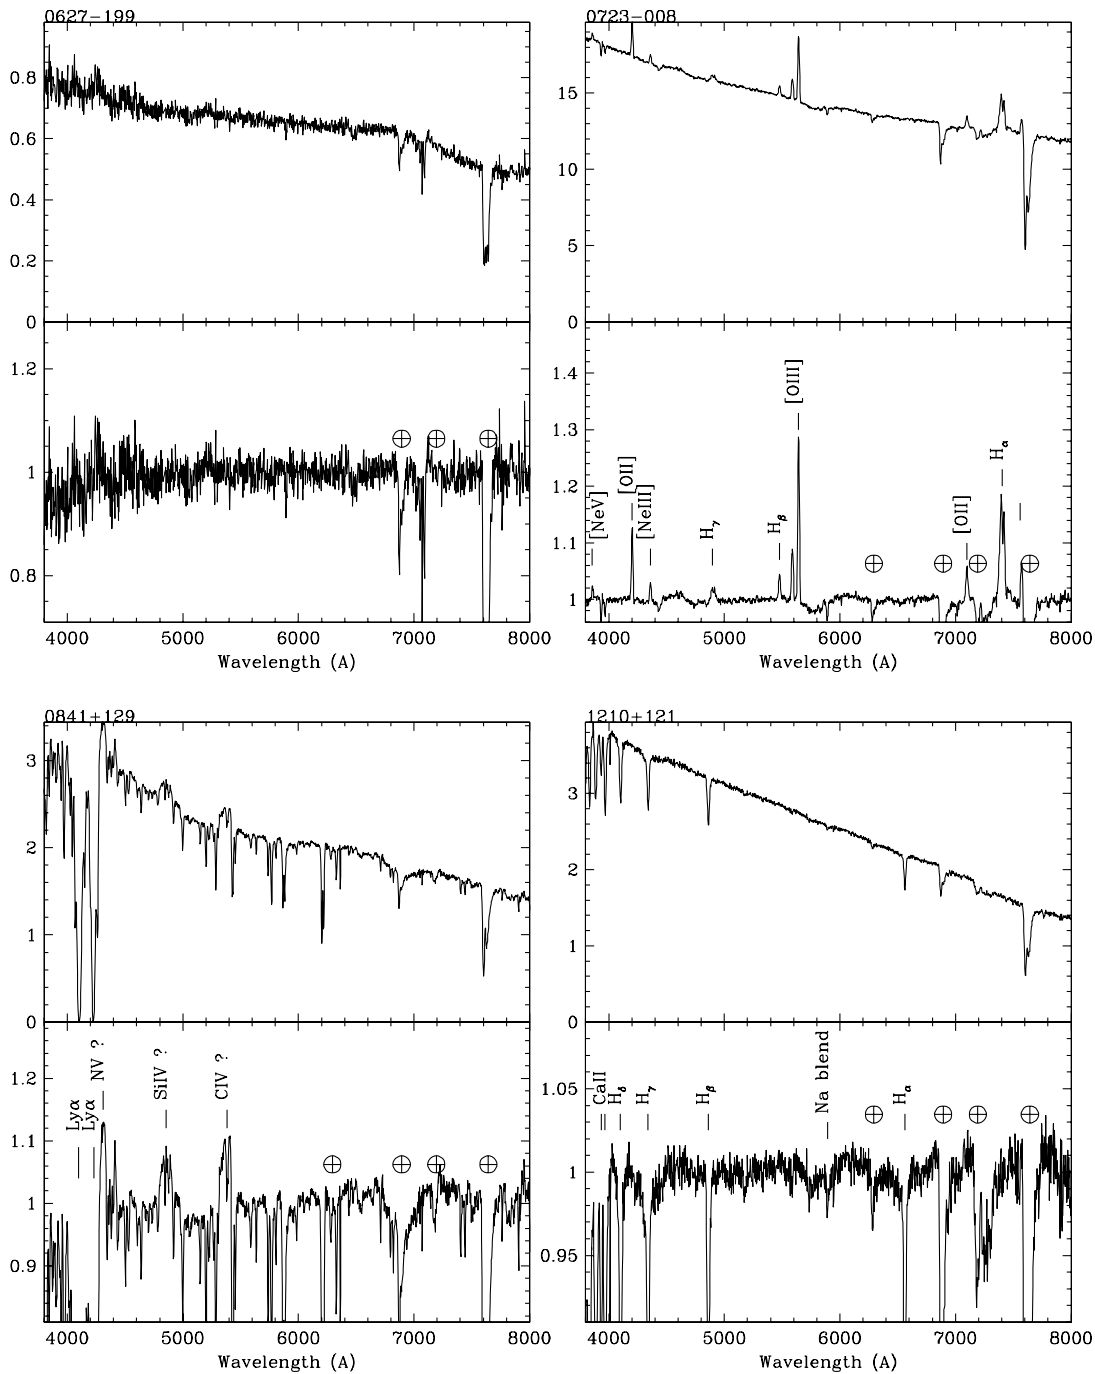 0627−199
0.8
0.6
0.4
0.2
0
1.2
1
0.8
4000 5000 6000 7000 8000
Wavelength (A)
0723−008
15
10
5
0
1.4
1.3
1.2
1.1
1
[NeV]
[OII]
[NeIII]
Hγ
Hβ
[OIII]
[OII]
Hα
4000 5000 6000 7000 8000
Wavelength (A)
0841+129
3
2
1
0
1.2
1.1
1
0.9
Lyα
Lyα
NV ?
SiIV ?
CIV ?
4000 5000 6000 7000 8000
Wavelength (A)
1210+121
3
2
1
0
1.05
1
0.95
CaII
Hδ
Hγ
Hβ
Na blend
Hα
4000 5000 6000 7000 8000
Wavelength (A)